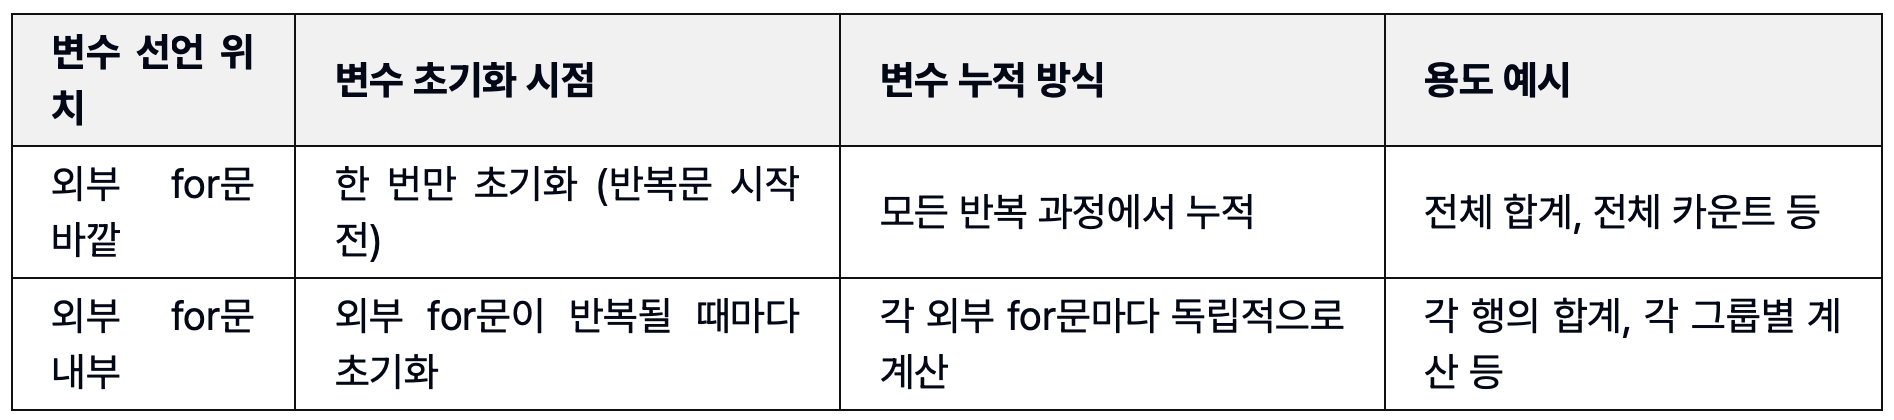 변수 선언 위
치
변수 초기화 시점
변수 누적 방식
용도 예시
외부 for문
바깥
한 번만 초기화 (반복문 시작
전)
모든 반복 과정에서 누적
전체 합계, 전체 카운트 등
외부 for문
내부
외부 for문이 반복될 때마다
초기화
각 외부 for문마다 독립적으로
계산
각 행의 합계, 각 그룹별 계
산 등